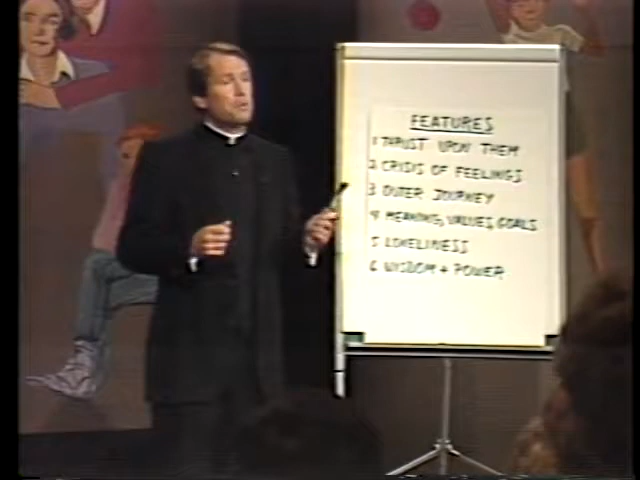 FEATURES
1 THRUST UPON THEM
2 CRISIS OF FEELINGS
3 OUTER JOURNEY
4 MEANING, VALUES, GOALS
5 LONELINESS
6 WISDOM + POWER